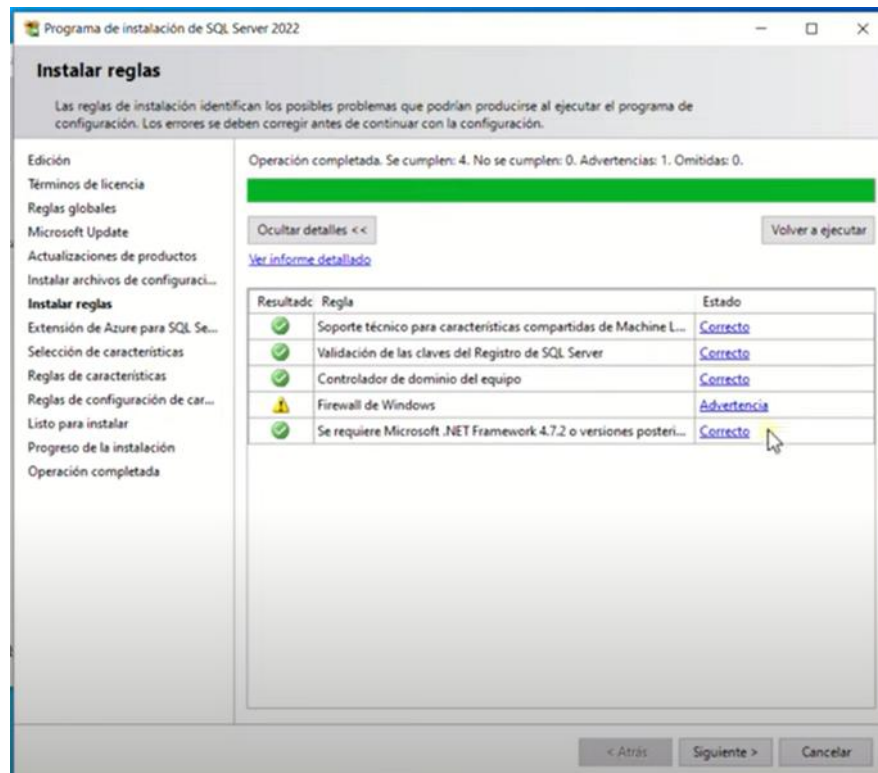 Programa de instalación de SQL Server 2022
Instalar reglas
Las reglas de instalación identifican los posibles problemas que podrían producirse al ejecutar el programa de
configuración. Los errores se deben corregir antes de continuar con la configuración.
Edición
Términos de licencia
Reglas globales
Microsoft Update
Actualizaciones de productos
Instalar archivos de configuraci...
Instalar reglas
Extensión de Azure para SQL Se...
Selección de características
Reglas de características
Reglas de configuración de car...
Listo para instalar
Progreso de la instalación
Operación completada
Operación completada. Se cumplen: 4. No se cumplen: 0. Advertencias: 1. Omitidas: 0.
Ocultar detalles << Volver a ejecutar
Ver informe detallado
Resultado Regla Estado
Soporte técnico para características compartidas de Machine L... Correcto
Validación de las claves del Registro de SQL Server Correcto
Controlador de dominio del equipo Correcto
Firewall de Windows Advertencia
Se requiere Microsoft .NET Framework 4.7.2 o versiones posteri... Correcto
< Atrás Siguiente > Cancelar